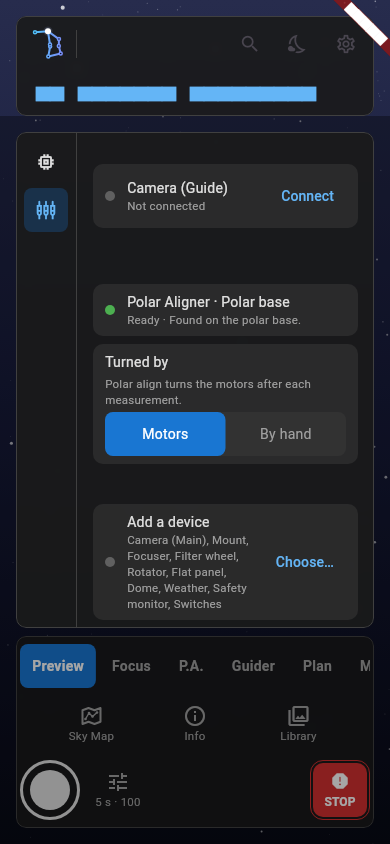 Camera (Guide)
Not connected
Connect
Polar Aligner · Polar base
Ready · Found on the polar base.
Turned by
Polar align turns the motors after each
measurement.
Motors
By hand
Add a device
Camera (Main), Mount,
Focuser, Filter wheel,
Rotator, Flat panel,
Dome, Weather, Safety
monitor, Switches
Choose...
Preview
Focus
P.A.
Guider
Plan
M
Sky Map
Info
Library
5 s · 100
STOP